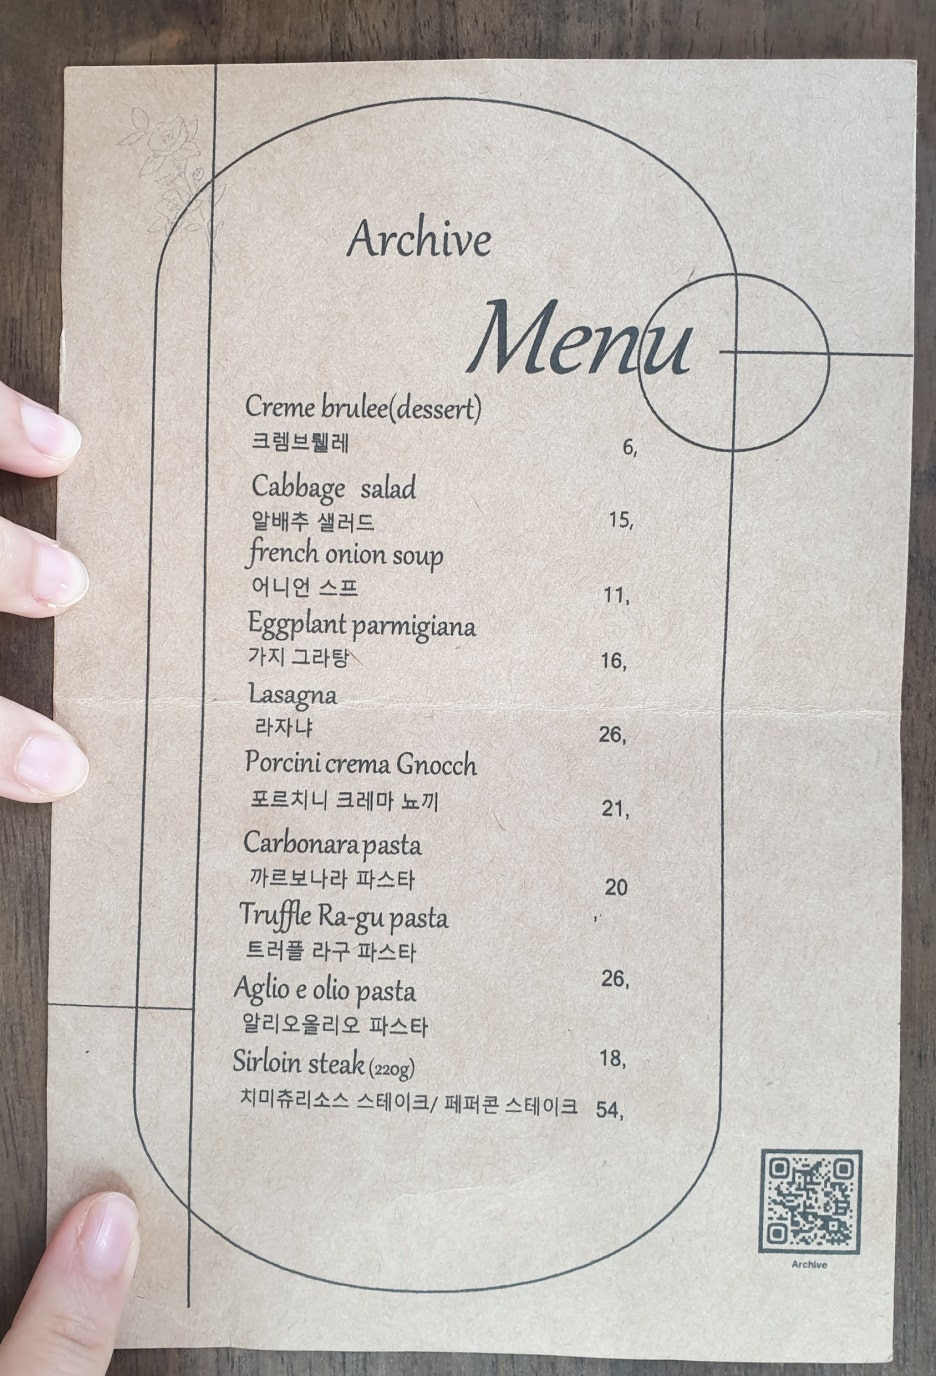 Archive
Menu
Creme brulee(dessert)
크렘브륄레 6,
Cabbage salad
알배추 샐러드 15,
french onion soup
어니언 스프 11,
Eggplant parmigiana
가지 그라탕 16,
Lasagna
라자냐 26,
Porcini crema Gnocch
포르치니 크레마 뇨끼 21,
Carbonara pasta
까르보나라 파스타 20
Truffle Ra-gu pasta ,
트러플 라구 파스타 26,
Aglio e olio pasta
알리오올리오 파스타 18,
Sirloin steak (220g)
치미츄리소스 스테이크/ 페퍼콘 스테이크 54,
Archive